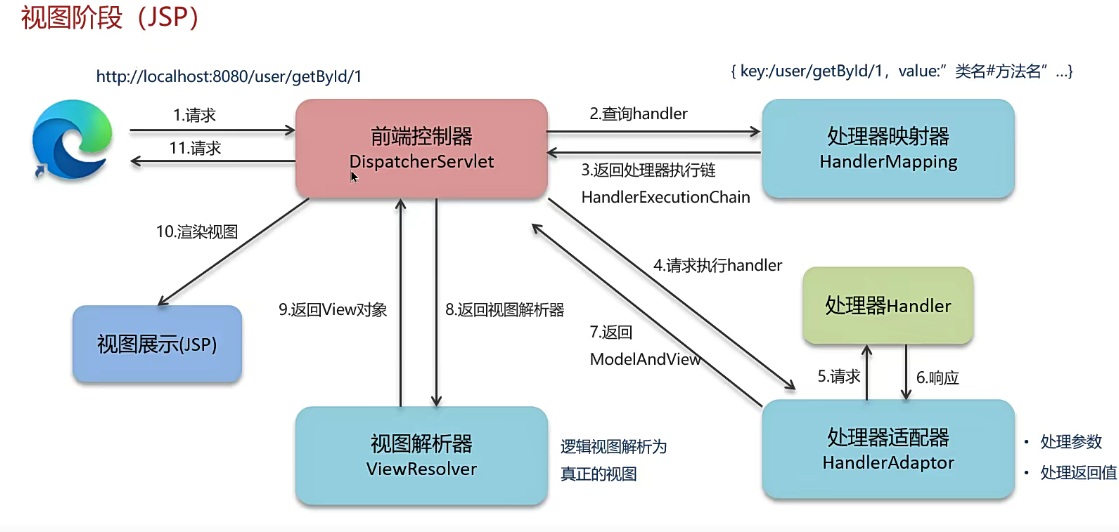 视图阶段（JSP）
http://localhost:8080/user/getById/1
{ key:/user/getById/1，value:”类名#方法名“ …}
1.请求
11.请求
前端控制器
DispatcherServlet
2.查询handler
3.返回处理器执行链
HandlerExecutionChain
处理器映射器
HandlerMapping
10.渲染视图
视图展示(JSP)
9.返回View对象
8.返回视图解析器
4.请求执行handler
7.返回
ModelAndView
处理器Handler
5.请求
6.响应
视图解析器
ViewResolver
逻辑视图解析为
真正的视图
处理器适配器
HandlerAdaptor
• 处理参数
• 处理返回值